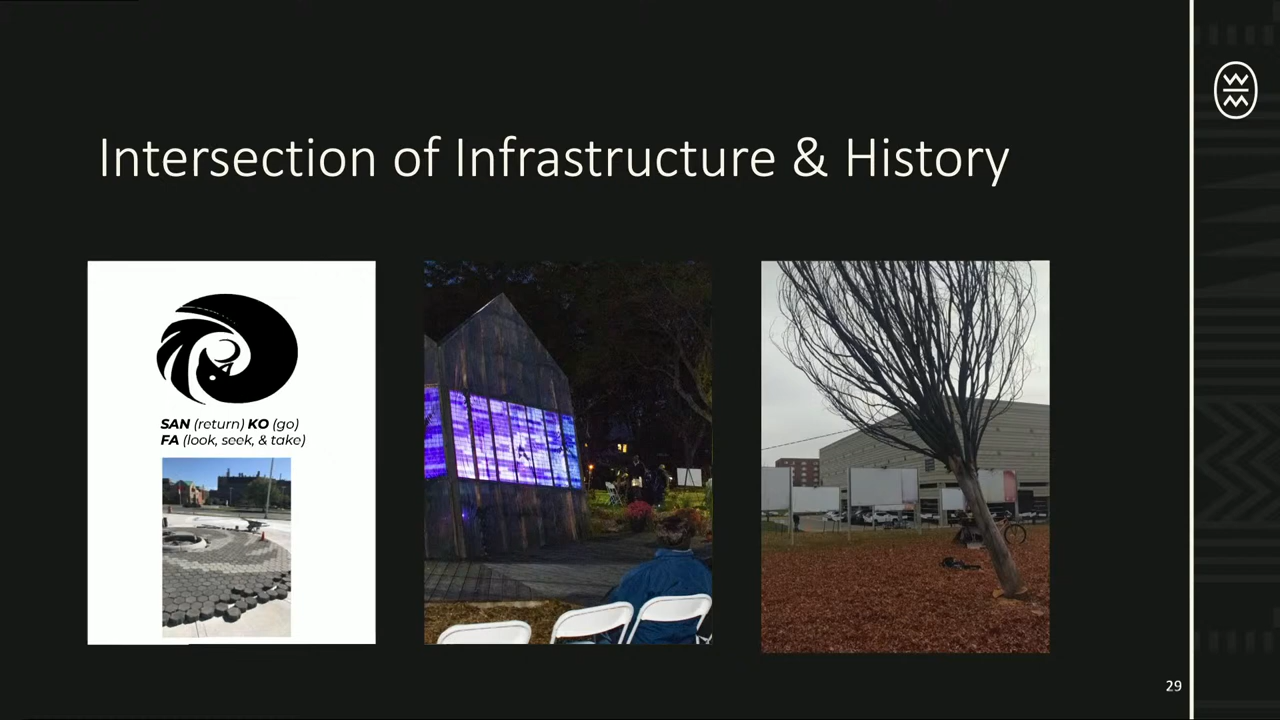 Intersection of Infrastructure & History
SAN (return) KO (go)
FA (look, seek, & take)
29